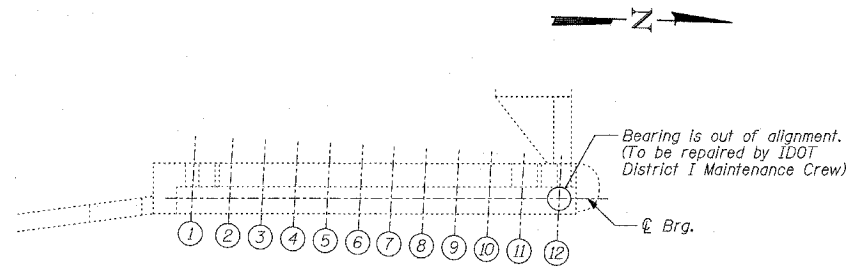 N
Bearing is out of alignment.
(To be repaired by IDOT
District I Maintenance Crew)
℄ Brg.
1 2 3 4 5 6 7 8 9 10 11 12